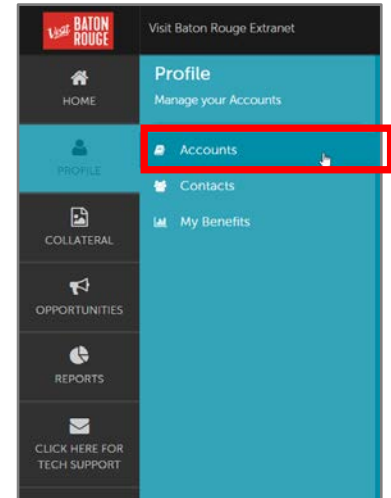 Visit BATON ROUGE
Visit Baton Rouge Extranet
HOME
PROFILE
COLLATERAL
OPPORTUNITIES
REPORTS
CLICK HERE FOR
TECH SUPPORT
Profile
Manage your Accounts
Accounts
Contacts
My Benefits